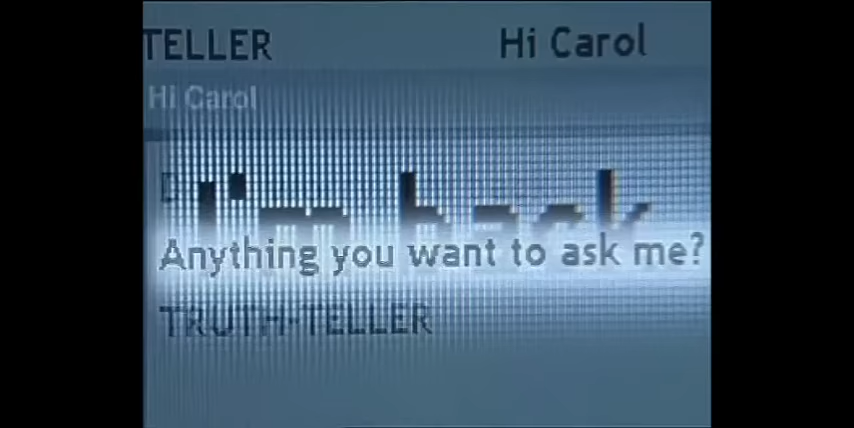 TELLER Hi Carol
Hi Carol
I'm back
Anything you want to ask me?
TRUTH-TELLER